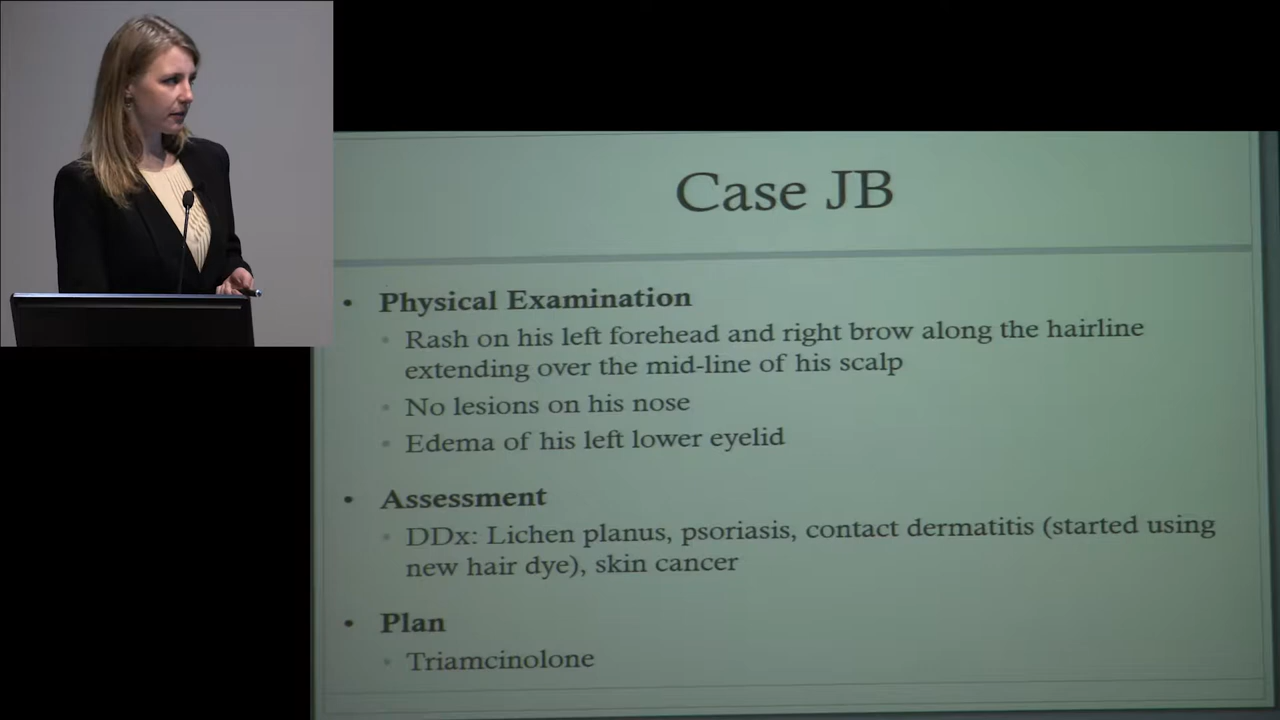 Case JB
• Physical Examination
• Rash on his left forehead and right brow along the hairline
extending over the mid-line of his scalp
• No lesions on his nose
• Edema of his left lower eyelid
• Assessment
• DDx: Lichen planus, psoriasis, contact dermatitis (started using
new hair dye), skin cancer
• Plan
• Triamcinolone